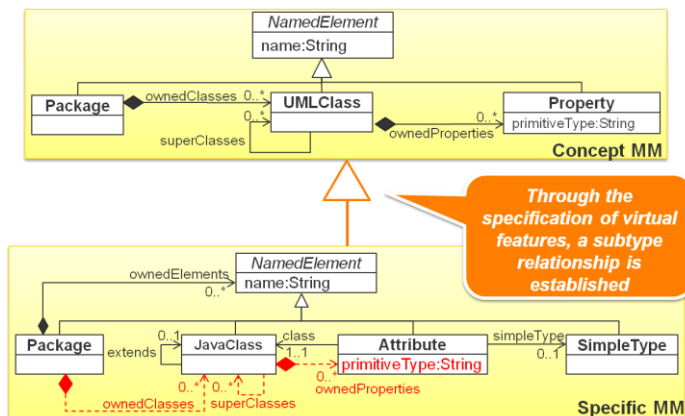 NamedElement
name:String
Package
ownedClasses
0..*
UMLClass
0..*
superClasses
ownedProperties
0..*
Property
primitiveType:String
Concept MM
Through the
specification of virtual
features, a subtype
relationship is
established
NamedElement
name:String
ownedElements
0..*
Package
extends
0..1
JavaClass
class
1..1
Attribute
primitiveType:String
simpleType
0..1
SimpleType
ownedClasses
0..*
0..*
superClasses
0..*
ownedProperties
Specific MM